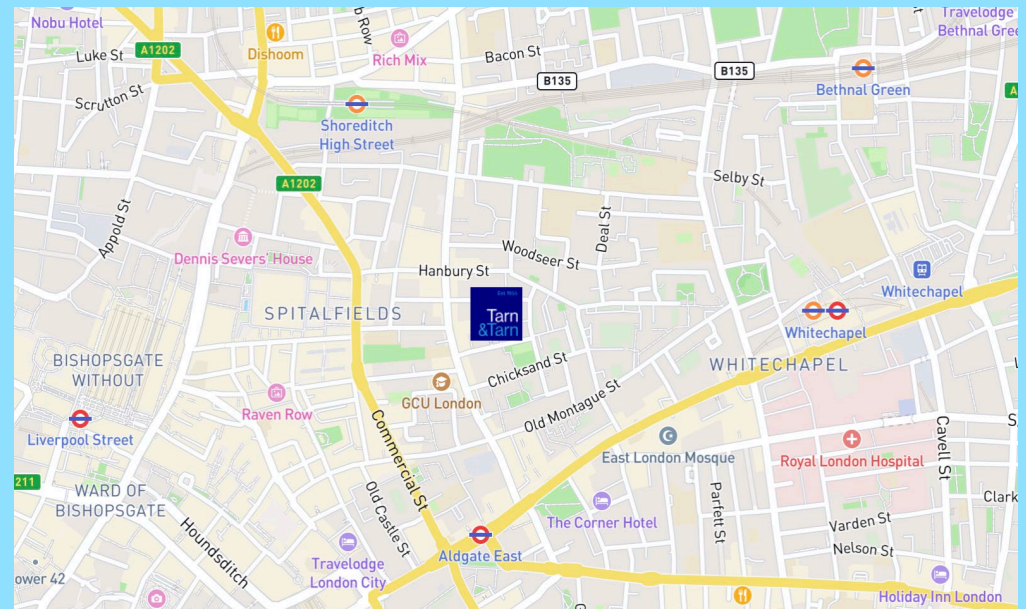 Nobu Hotel
Luke St
A1202
Dishoom
Rich Mix
Bacon St
B135
B135
Travelodge
Bethnal Gree
Bethnal Green
Scrutton St
Shoreditch
High Street
A1202
Selby St
Appold St
Deal St
Dennis Severs' House
Woodseer St
Hanbury St
Whitechapel
Tarn
&Tarn
SPITALFIELDS
Whitechapel
BISHOPSGATE
WITHOUT
WHITECHAPEL
Chicksand St
GCU London
Raven Row
Old Montague St
Commercial St
Liverpool Street
East London Mosque
Royal London Hospital
Cavell St
211
WARD OF
BISHOPSGATE
Houndsditch
Old Castle St
The Corner Hotel
Parfett St
Clark
Varden St
Nelson St
Aldgate East
Travelodge
London City
ower 42
Holiday Inn London